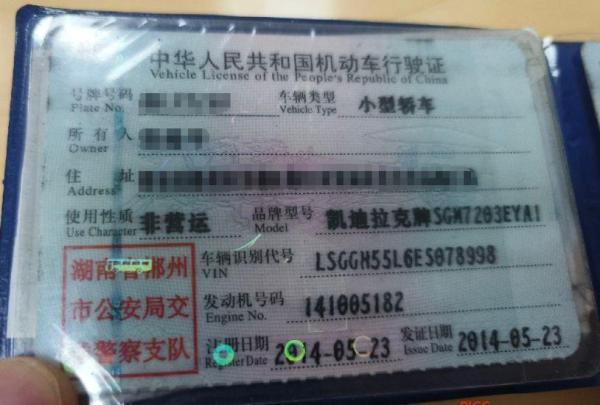 中华人民共和国机动车行驶证
Vehicle License of the People's Republic of China
号牌号码 车辆类型 小型轿车
Plate No. Vehicle Type
所有人
Owner
住址
Address
使用性质 非营运 品牌型号 凯迪拉克牌SGM7203EYA1
Use Character Model
湖南省郴州
市公安局交
警察支队
车辆识别代号 LSGGH55L6ES078998
VIN
发动机号码 141005182
Engine No.
注册日期 2014-05-23 发证日期 2014-05-23
Register Date Issue Date
PICC